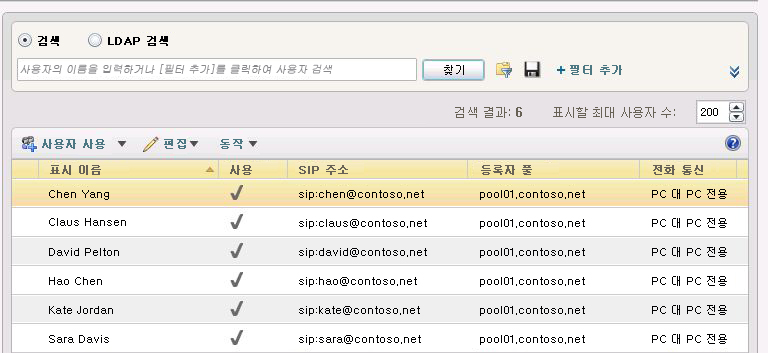 검색 LDAP 검색
사용자의 이름을 입력하거나 [필터 추가]를 클릭하여 사용자 검색 찾기 + 필터 추가
검색 결과: 6 표시할 최대 사용자 수: 200
사용자 사용 편집 동작
표시 이름 사용 SIP 주소 등록자 풀 전화 통신
Chen Yang sip:chen@contoso.net pool01.contoso.net PC 대 PC 전용
Claus Hansen sip:claus@contoso.net pool01.contoso.net PC 대 PC 전용
David Pelton sip:david@contoso.net pool01.contoso.net PC 대 PC 전용
Hao Chen sip:hao@contoso.net pool01.contoso.net PC 대 PC 전용
Kate Jordan sip:kate@contoso.net pool01.contoso.net PC 대 PC 전용
Sara Davis sip:sara@contoso.net pool01.contoso.net PC 대 PC 전용